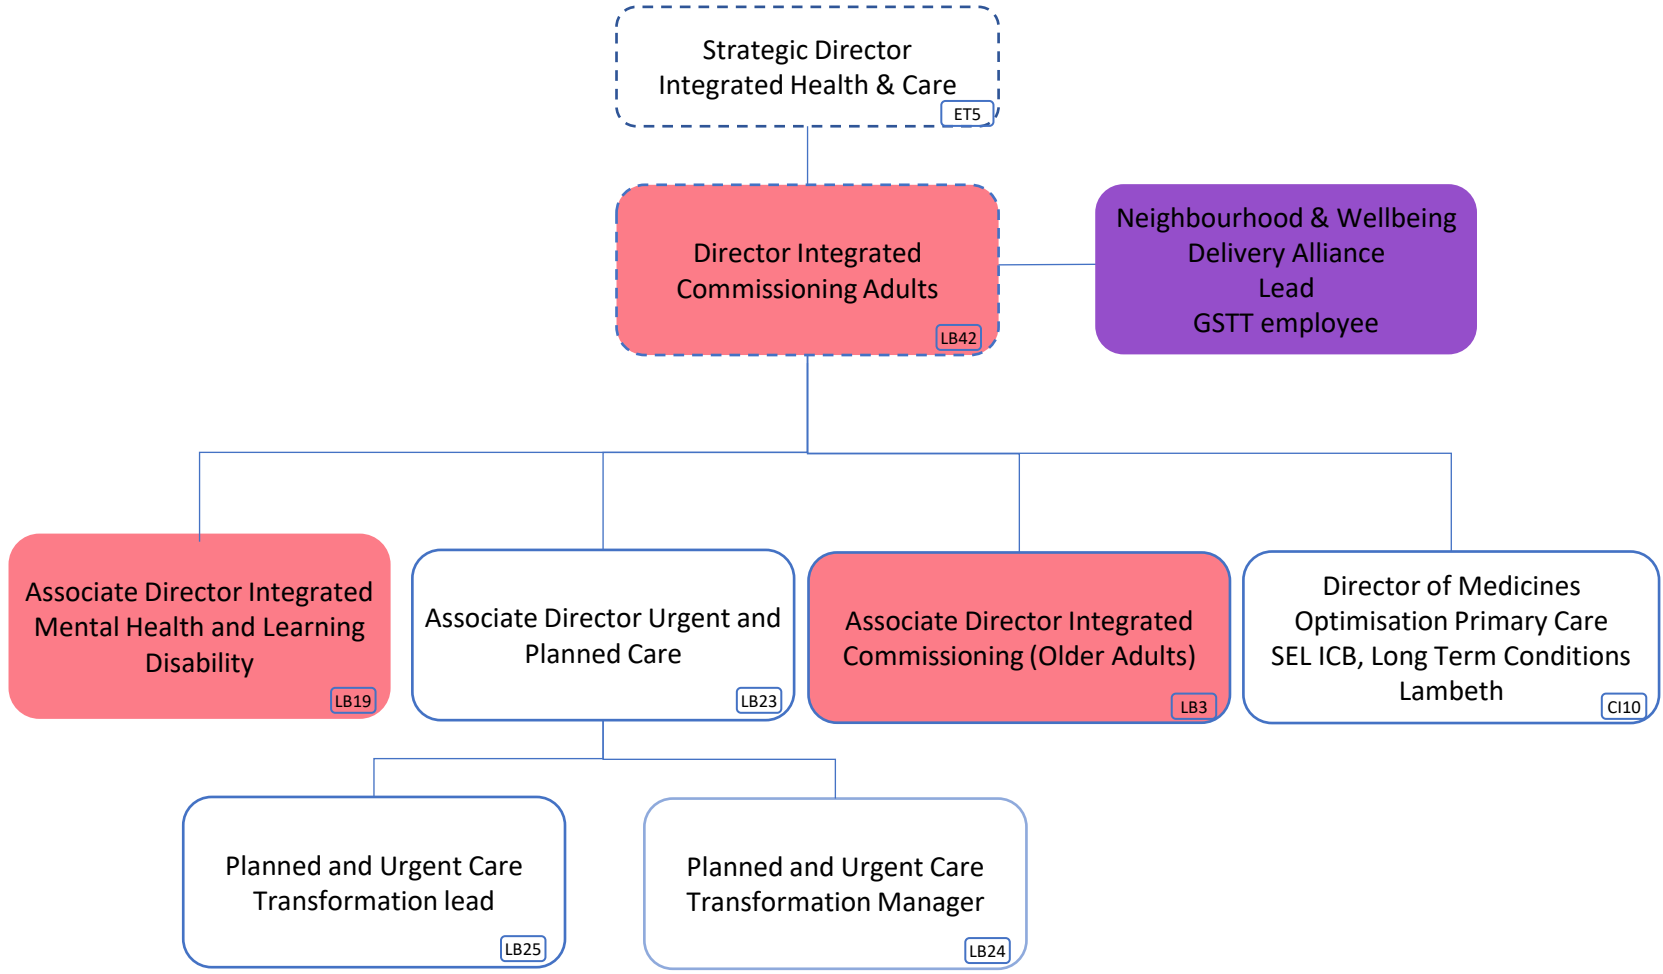 Strategic Director
Integrated Health & Care
ET5
Director Integrated
Commissioning Adults
LB42
Neighbourhood & Wellbeing
Delivery Alliance
Lead
GSTT employee
Associate Director Integrated
Mental Health and Learning
Disability
LB19
Associate Director Urgent and
Planned Care
LB23
Associate Director Integrated
Commissioning (Older Adults)
LB3
Director of Medicines
Optimisation Primary Care
SEL ICB, Long Term Conditions
Lambeth
CI10
Planned and Urgent Care
Transformation lead
LB25
Planned and Urgent Care
Transformation Manager
LB24